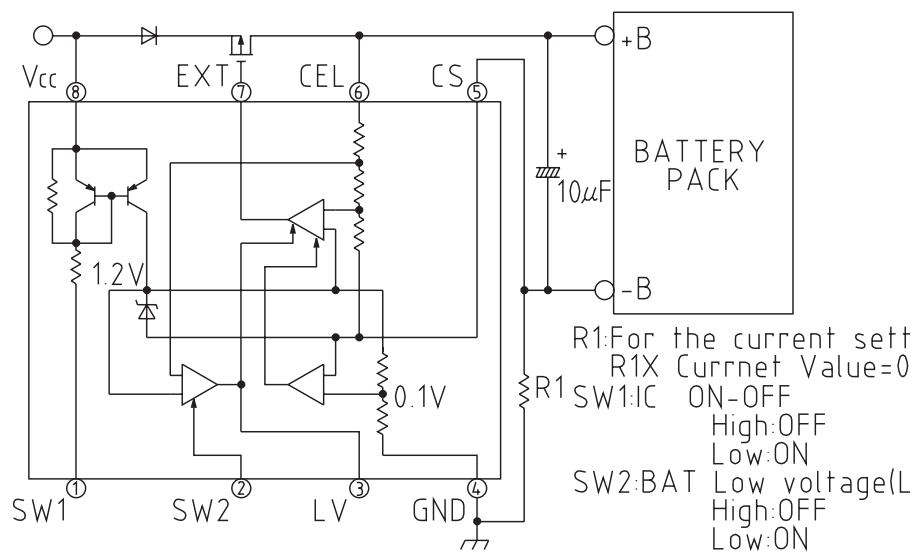 +B
Vcc
EXT
CEL
CS
8
7
6
5
BATTERY
PACK
+
10μF
1.2V
-B
R1:For the current sett
R1X Currnet Value=0
0.1V
R1
SW1:IC ON-OFF
High:OFF
Low:ON
SW2:BAT Low voltage(L
High:OFF
Low:ON
1
2
3
4
SW1
SW2
LV
GND